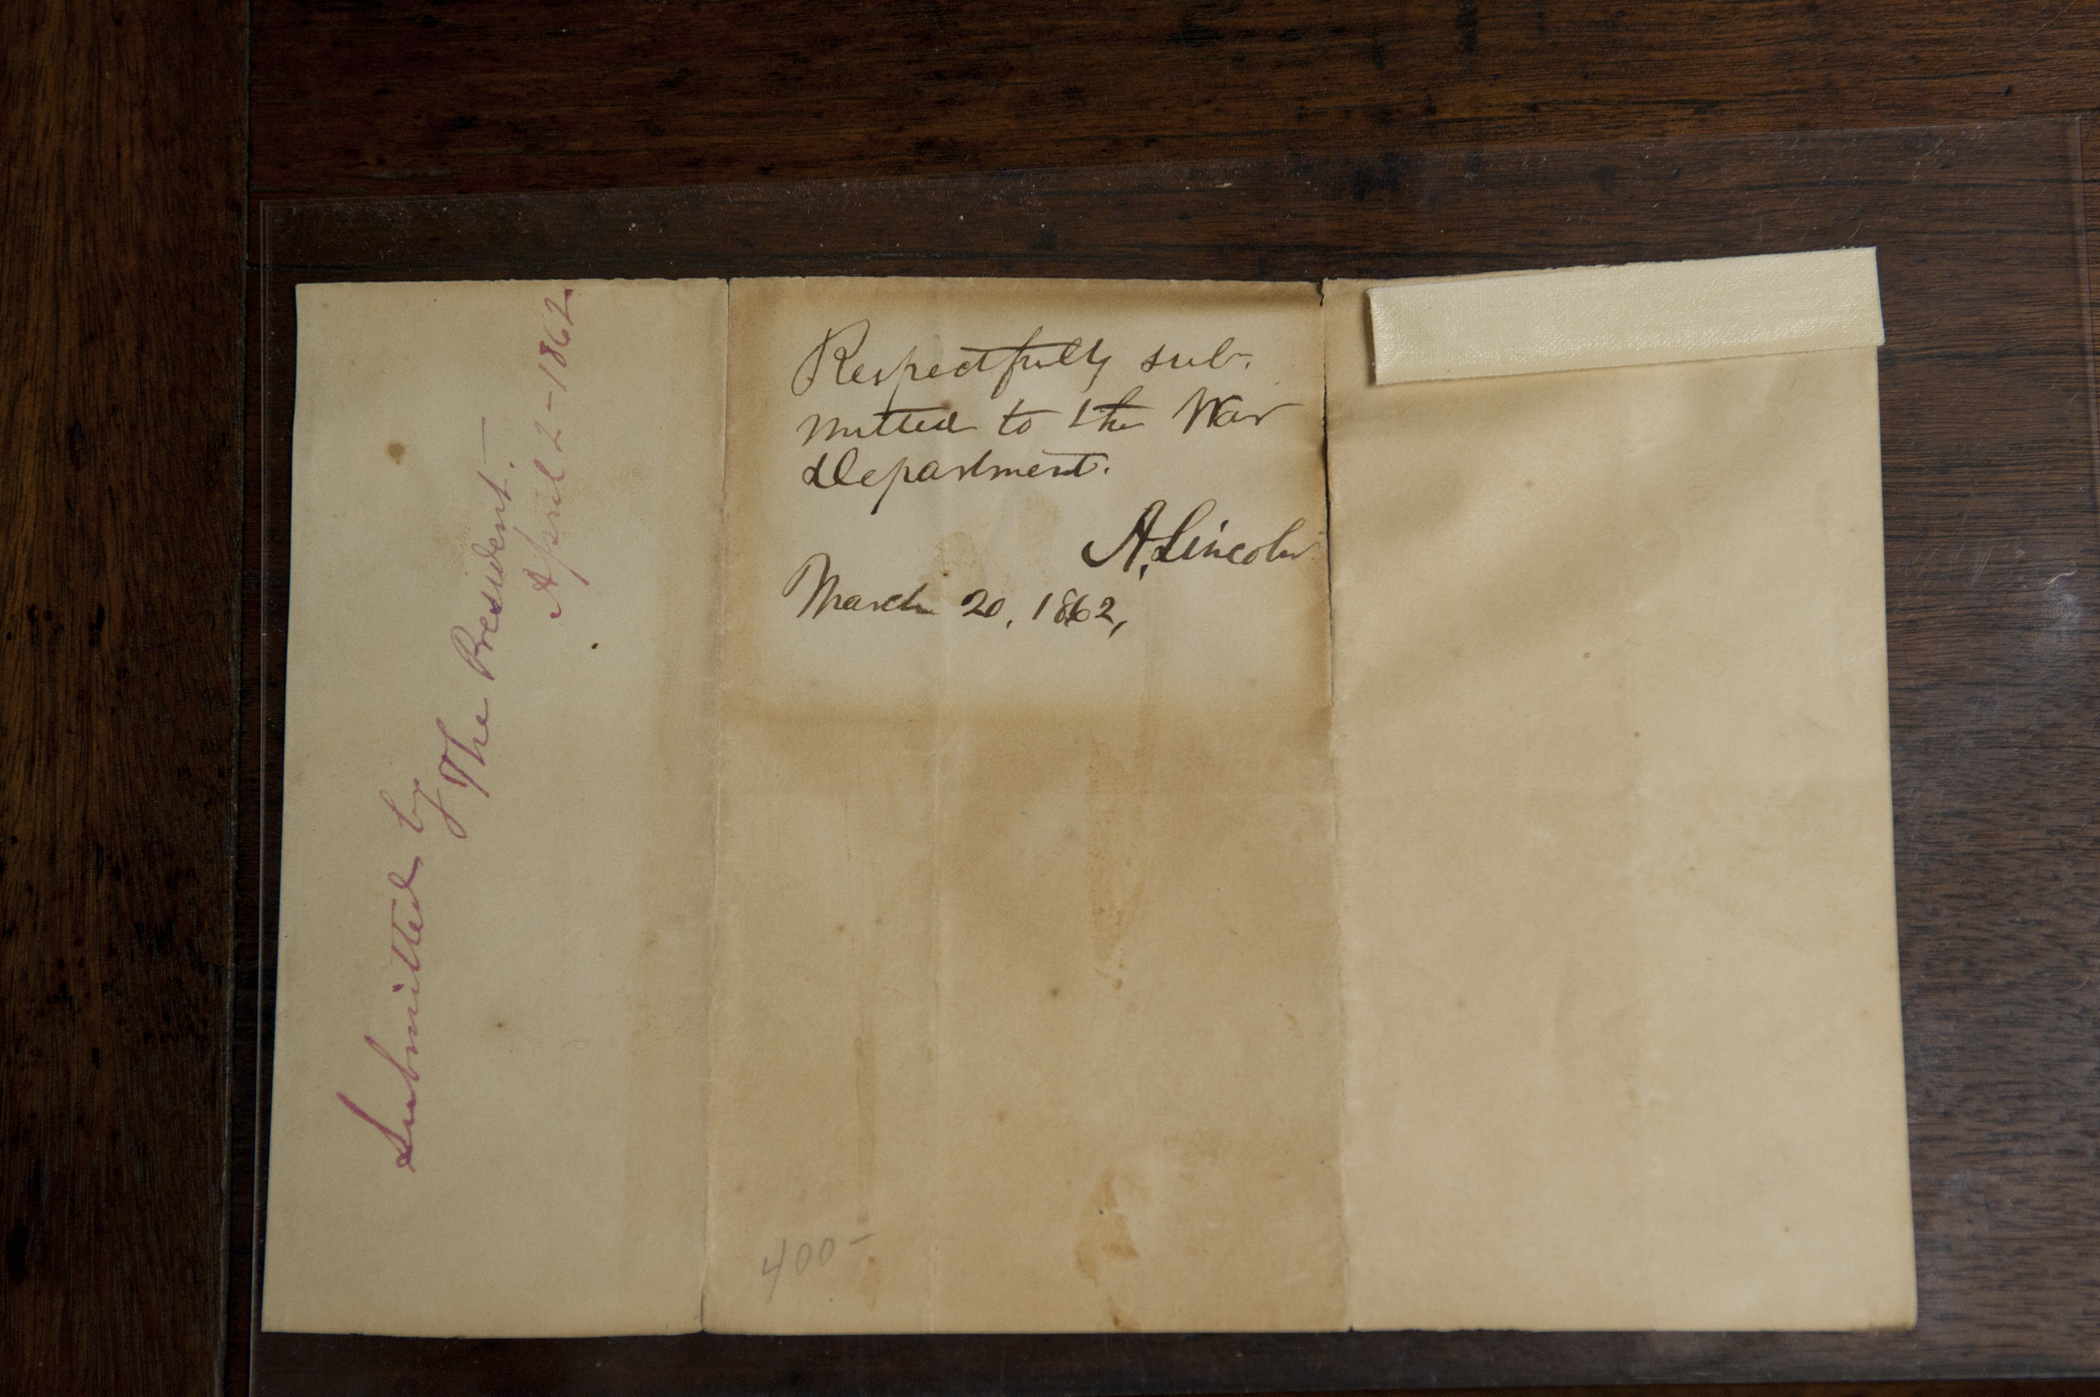 Submitted by
The President.—
April 2-1862
Respectfully sub-
mitted to the War
Department.
A. Lincoln
March 20, 1862,
400-